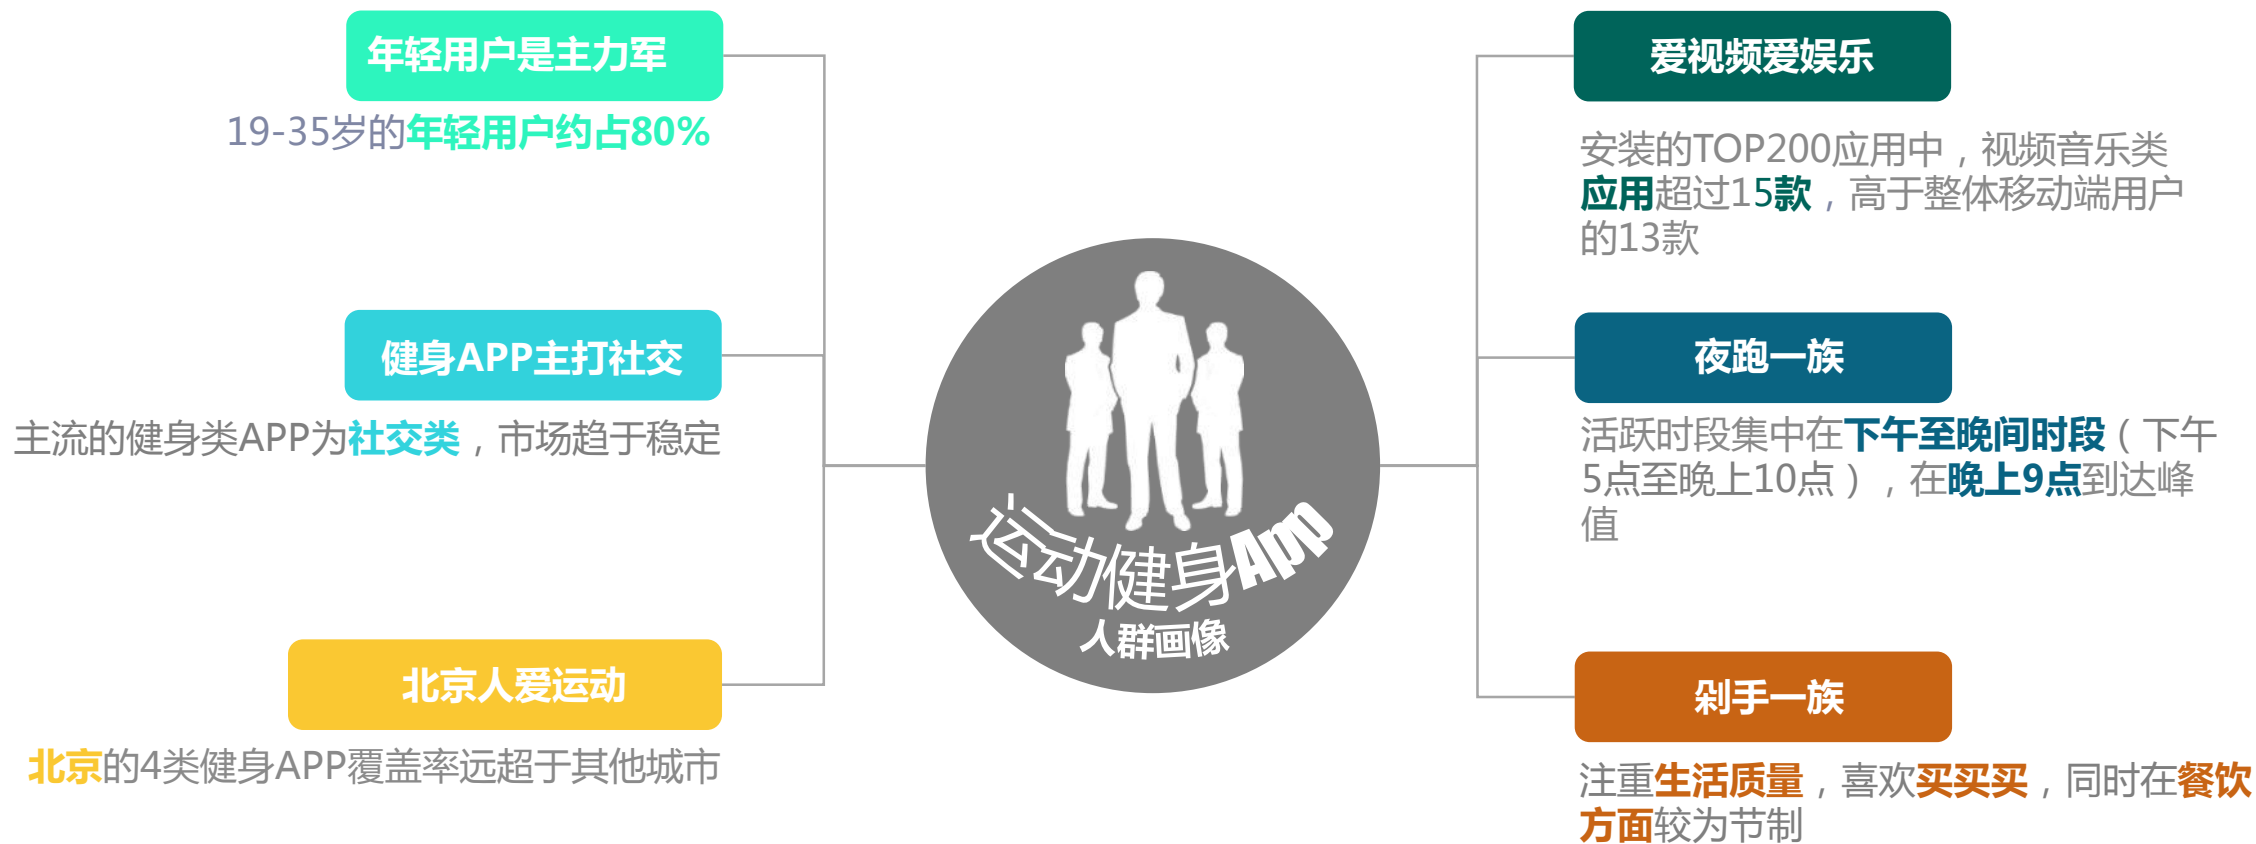 年轻用户是主力军
19-35岁的年轻用户约占80%
健身APP主打社交
主流的健身类APP为社交类，市场趋于稳定
北京人爱运动
北京的4类健身APP覆盖率远超于其他城市
运动健身App
人群画像
爱视频爱娱乐
安装的TOP200应用中，视频音乐类
应用超过15款，高于整体移动端用户
的13款
夜跑一族
活跃时段集中在下午至晚间时段（下午
5点至晚上10点），在晚上9点到达峰
值
剁手一族
注重生活质量，喜欢买买买，同时在餐饮
方面较为节制